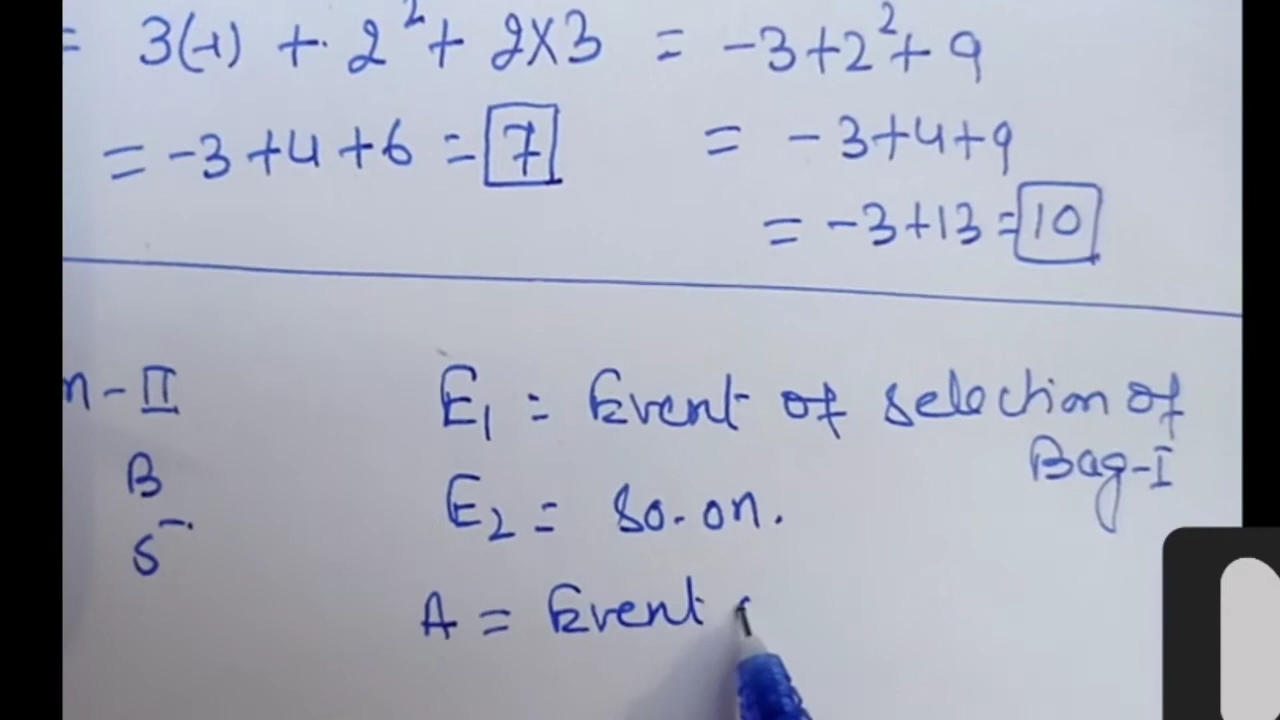 = 3(-1) + 2² + 2×3 = -3+2²+9
= -3+4+6 = 7
= -3+4+9
= -3+13=10
n-II
E₁ = Event of selection of
Bag-I
B
E₂ = So.on.
5
A = Event